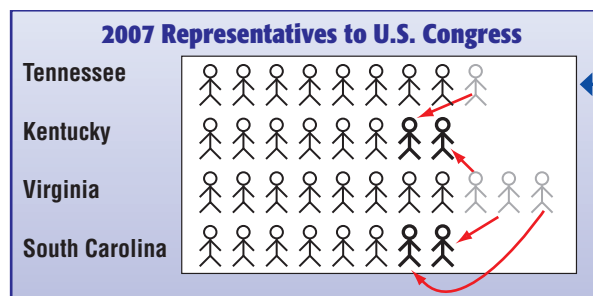 2007 Representatives to U.S. Congress
Tennessee
Kentucky
Virginia
South Carolina